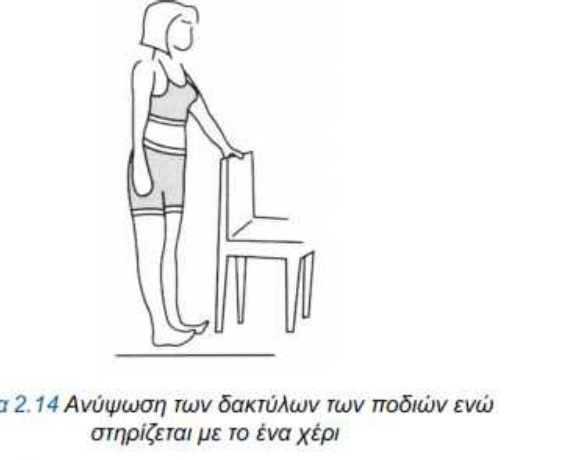 α 2.14 Ανύψωση των δακτύλων των ποδιών ενώ
στηρίζεται με το ένα χέρι